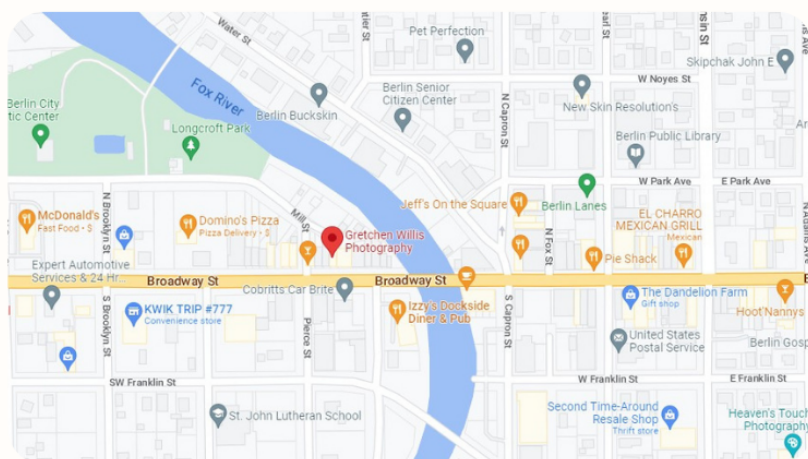 Water St
Pet Perfection
Skipchak John E
W Noyes St
Fox River
Berlin Senior
Citizen Center
Berlin Buckskin
N Capron St
New Skin Resolution's
Berlin City
Longcroft Park
Berlin Public Library
W Park Ave
E Park Ave
N Brooklyn St
Mill St
Jeff's On the Square
Berlin Lanes
McDonald's
Fast Food · $
Domino's Pizza
Pizza Delivery · $
Gretchen Willis
Photography
EL CHARRO
MEXICAN GRILL
Mexican
N Fox St
Pie Shack
Expert Automotive
Services & 24 Hr...
Broadway St
Broadway St
Cobritts Car Brite
The Dandelion Farm
Gift shop
Hoot'Nanny's
KWIK TRIP #777
Convenience store
Izzy's Dockside
Diner & Pub
S Brooklyn St
Pierce St
S Capron St
United States
Postal Service
Berlin Gosp
SW Franklin St
W Franklin St
E Franklin St
St. John Lutheran School
Second Time-Around
Resale Shop
Thrift store
Heaven's Touch
Photography